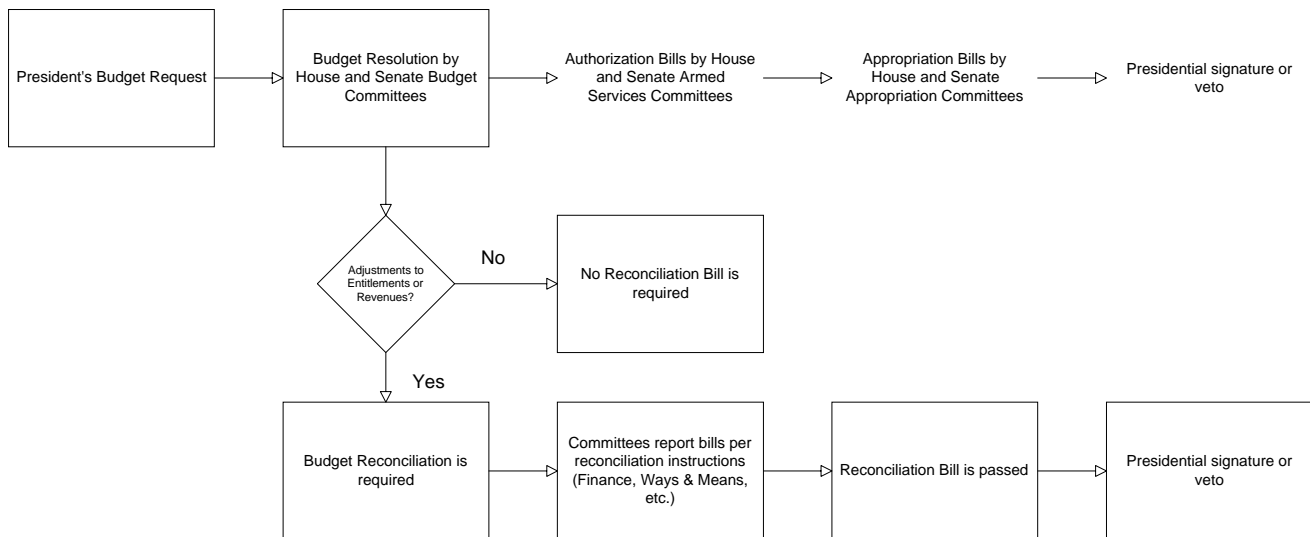 President's Budget Request
Budget Resolution by
House and Senate Budget
Committees
Authorization Bills by House
and Senate Armed
Services Committees
Appropriation Bills by
House and Senate
Appropriation Committees
Presidential signature or
veto
Adjustments to
Entitlements or
Revenues?
No
No Reconciliation Bill is
required
Yes
Budget Reconciliation is
required
Committees report bills per
reconciliation instructions
(Finance, Ways & Means,
etc.)
Reconciliation Bill is passed
Presidential signature or
veto